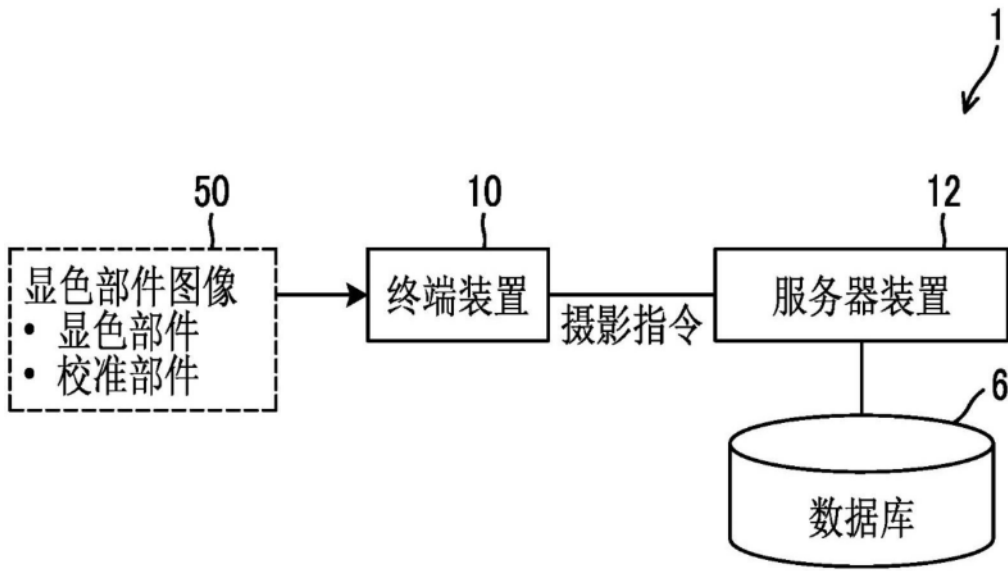 1
50
10
12
显色部件图像
• 显色部件
• 校准部件
终端装置
摄影指令
服务器装置
6
数据库